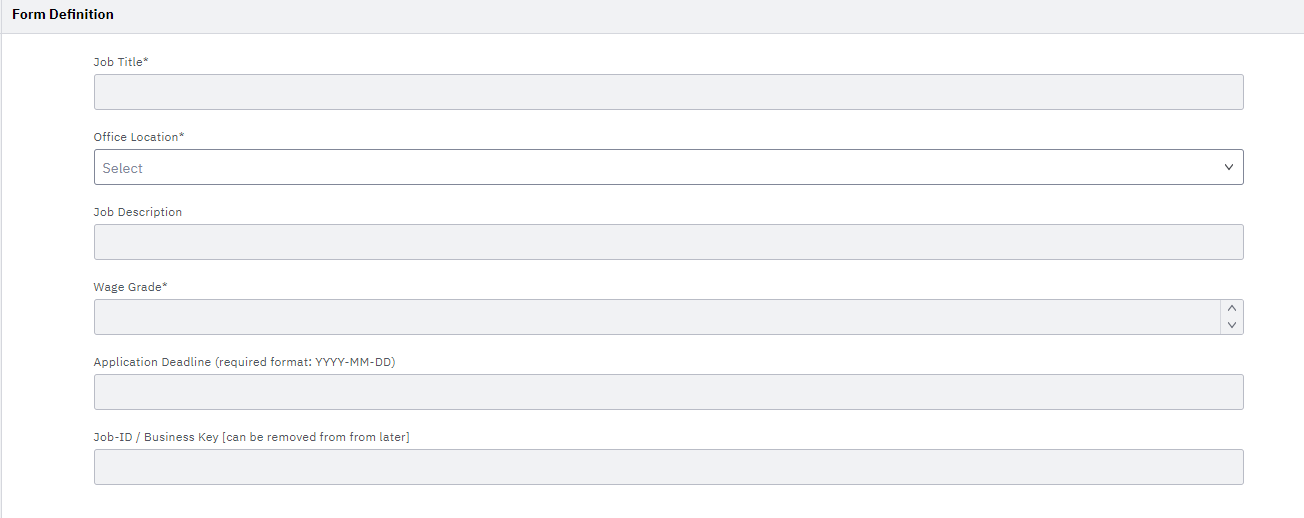 Form Definition
Job Title*
Office Location*
Select
Job Description
Wage Grade*
Application Deadline (required format: YYYY-MM-DD)
Job-ID / Business Key [can be removed from from later]